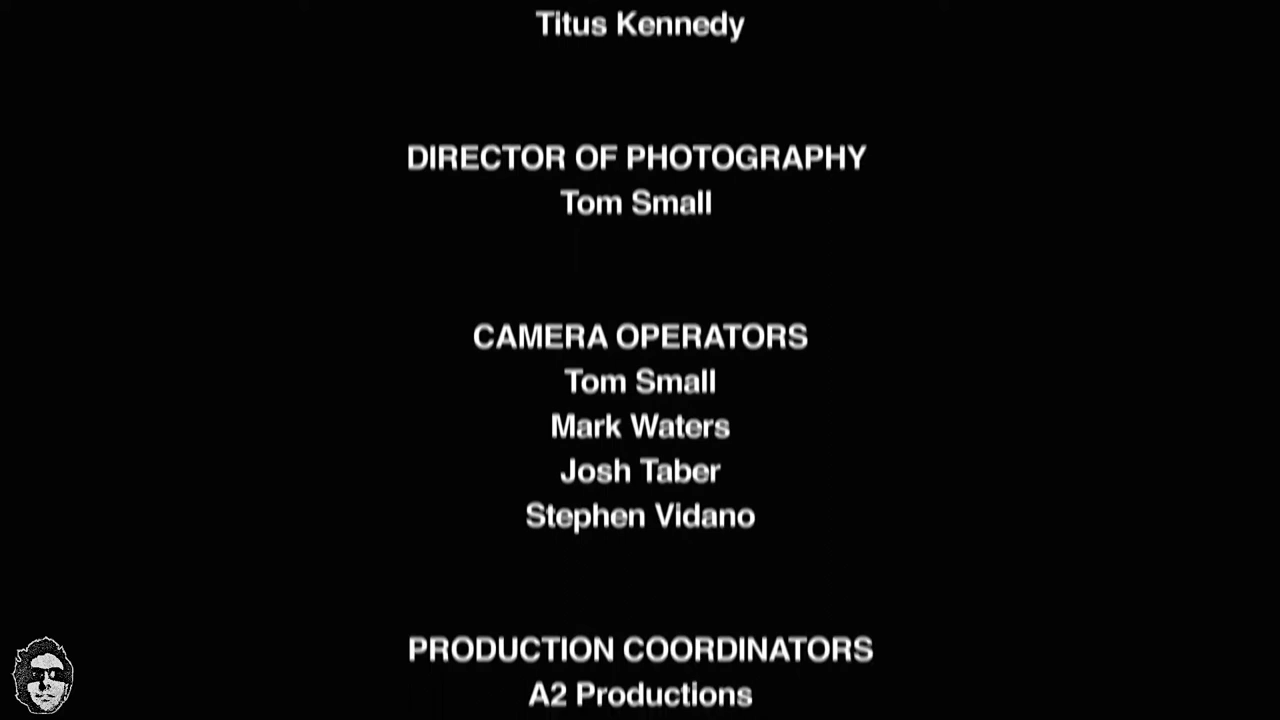 Titus Kennedy
DIRECTOR OF PHOTOGRAPHY
Tom Small
CAMERA OPERATORS
Tom Small
Mark Waters
Josh Taber
Stephen Vidano
PRODUCTION COORDINATORS
A2 Productions